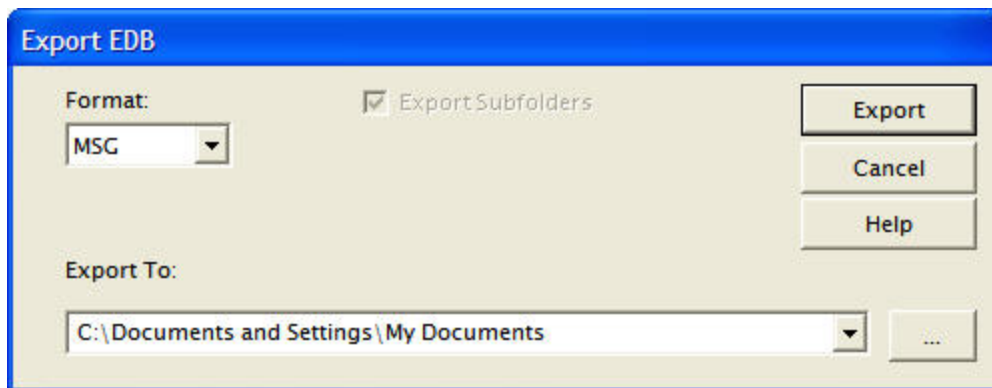 Export EDB
Format:
Export Subfolders
Export
MSG
Cancel
Help
Export To:
C:\Documents and Settings\My Documents
...